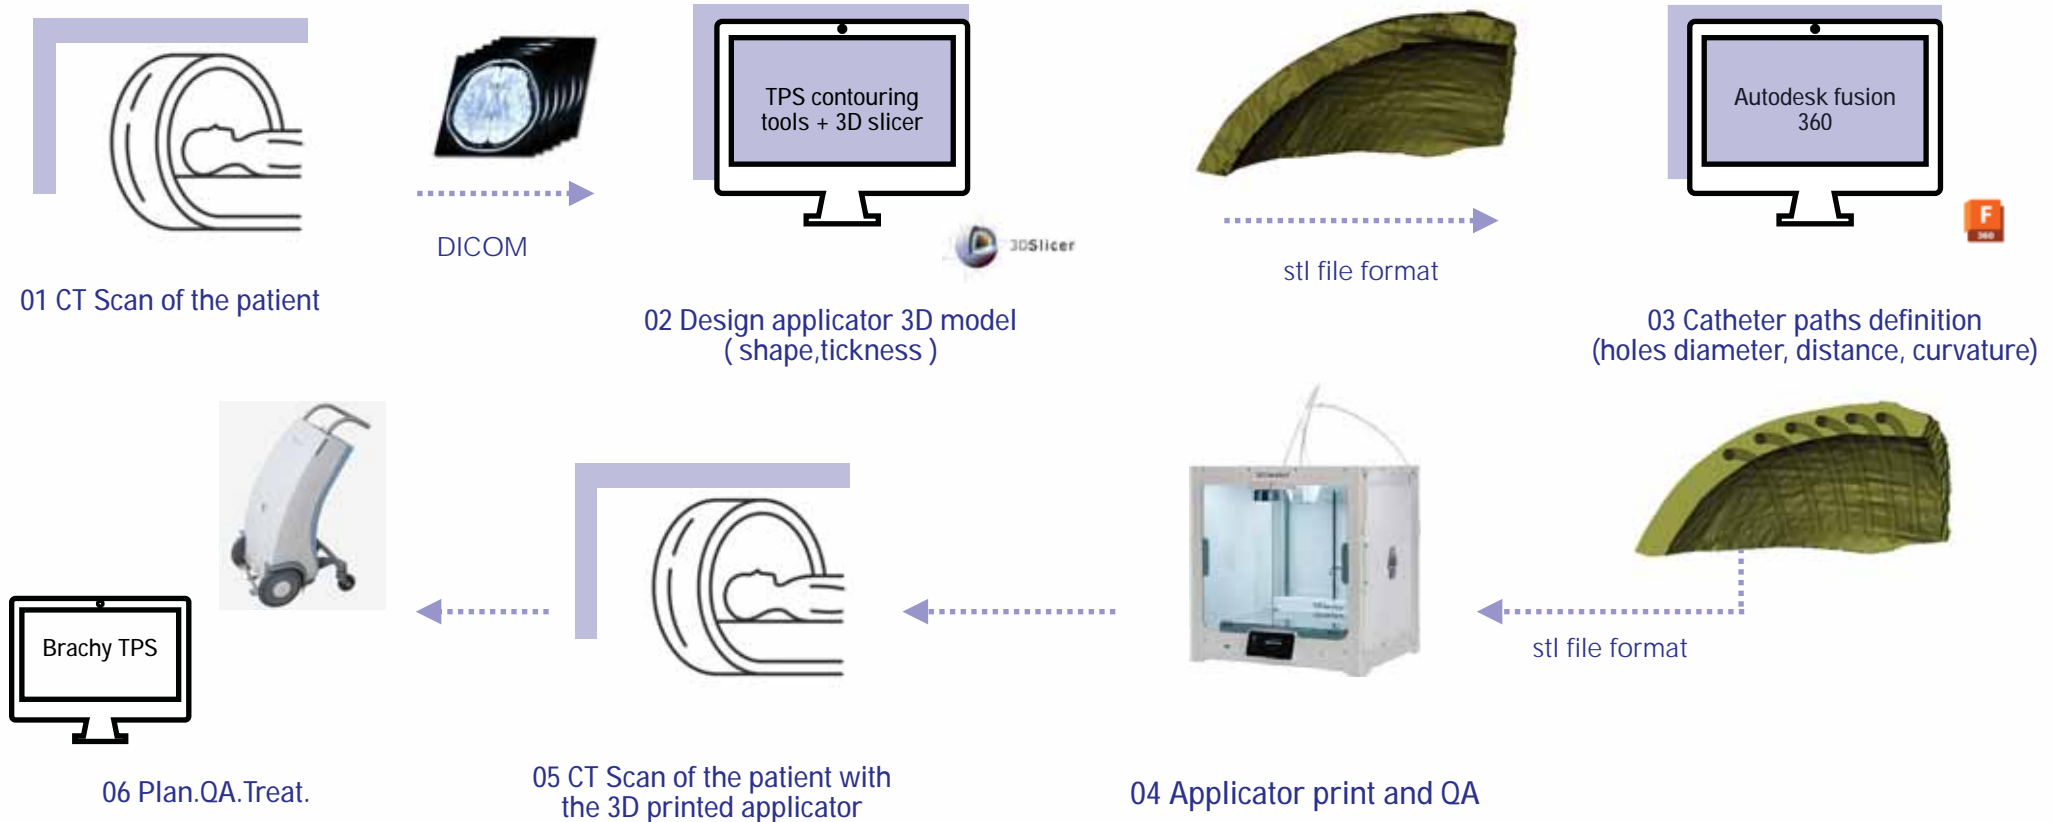 TPS contouring
tools + 3D slicer
Autodesk fusion
360
DICOM
3DSlicer
F
360
stl file format
01 CT Scan of the patient
02 Design applicator 3D model
( shape,tickness )
03 Catheter paths definition
(holes diameter, distance, curvature)
Brachy TPS
stl file format
06 Plan.QA.Treat.
05 CT Scan of the patient with
the 3D printed applicator
04 Applicator print and QA